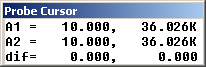 Probe Cursor
A1 = 10.000, 36.026K
A2 = 10.000, 36.026K
dif= 0.000, 0.000